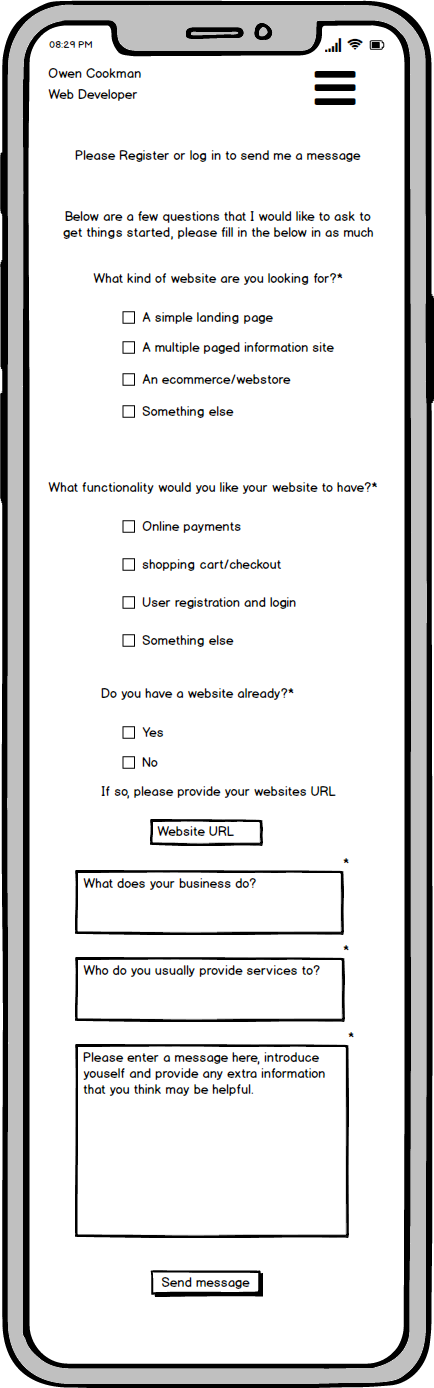 08:29 PM
Owen Cookman
Web Developer
Please Register or log in to send me a message
Below are a few questions that I would like to ask to
get things started, please fill in the below in as much
What kind of website are you looking for?*
A simple landing page
A multiple paged information site
An ecommerce/webstore
Something else
What functionality would you like your website to have?*
Online payments
shopping cart/checkout
User registration and login
Something else
Do you have a website already?*
Yes
No
If so, please provide your websites URL
Website URL
*
What does your business do?
*
Who do you usually provide services to?
*
Please enter a message here, introduce
youself and provide any extra information
that you think may be helpful.
Send message